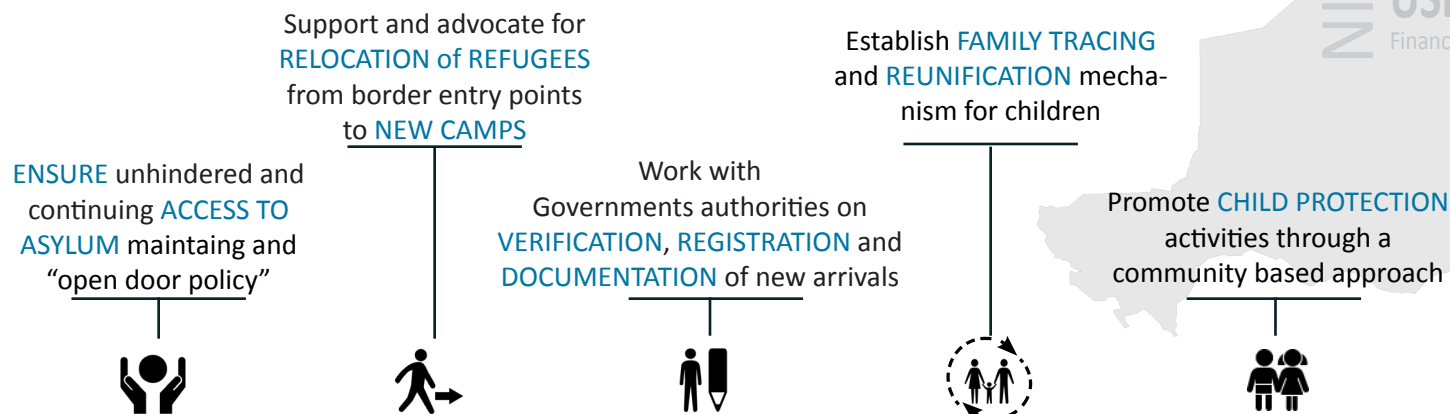 ENSURE unhindered and
continuing ACCESS TO
ASYLUM maintaing and
“open door policy”
Support and advocate for
RELOCATION of REFUGEES
from border entry points
to NEW CAMPS
Work with
Governments authorities on
VERIFICATION, REGISTRATION and
DOCUMENTATION of new arrivals
Establish FAMILY TRACING
and REUNIFICATION mecha-
nism for children
Promote CHILD PROTECTION
activities through a
community based approach